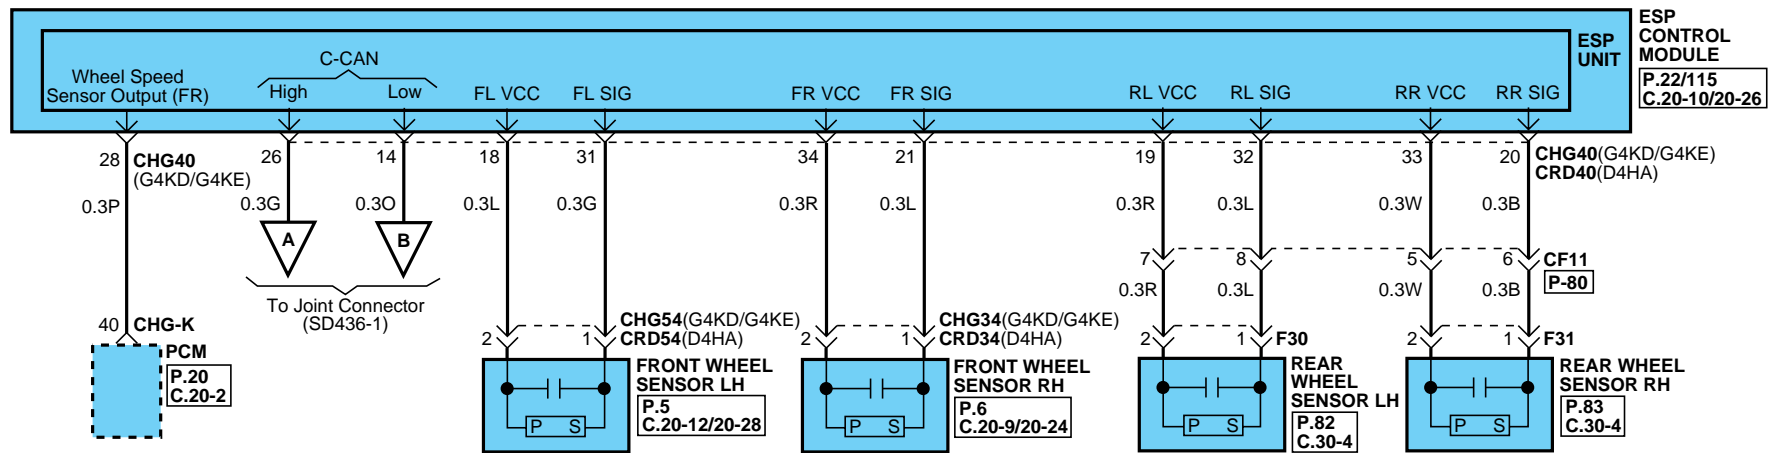 ESP
CONTROL
MODULE
P.22/115
C.20-10/20-26
ESP
UNIT
C-CAN
Wheel Speed
Sensor Output (FR)
High
Low
FL VCC
FL SIG
FR VCC
FR SIG
RL VCC
RL SIG
RR VCC
RR SIG
28
CHG40
(G4KD/G4KE)
26
14
18
31
34
21
19
32
33
20
CHG40(G4KD/G4KE)
CRD40(D4HA)
0.3P
0.3G
0.3O
0.3L
0.3G
0.3R
0.3L
0.3R
0.3L
0.3W
0.3B
A
B
7
8
5
6
CF11
P-80
0.3R
0.3L
0.3W
0.3B
To Joint Connector
(SD436-1)
40
CHG-K
2
1
CHG54(G4KD/G4KE)
CRD54(D4HA)
2
1
CHG34(G4KD/G4KE)
CRD34(D4HA)
2
1
F30
2
1
F31
PCM
P.20
C.20-2
P S
FRONT WHEEL
SENSOR LH
P.5
C.20-12/20-28
P S
FRONT WHEEL
SENSOR RH
P.6
C.20-9/20-24
P S
REAR
WHEEL
SENSOR LH
P.82
C.30-4
P S
REAR WHEEL
SENSOR RH
P.83
C.30-4